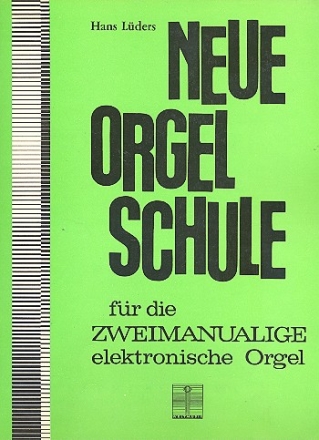 Hans Lüders
NEUE
ORGEL
SCHULE
für die
ZWEIMANUALIGE
elektronische Orgel